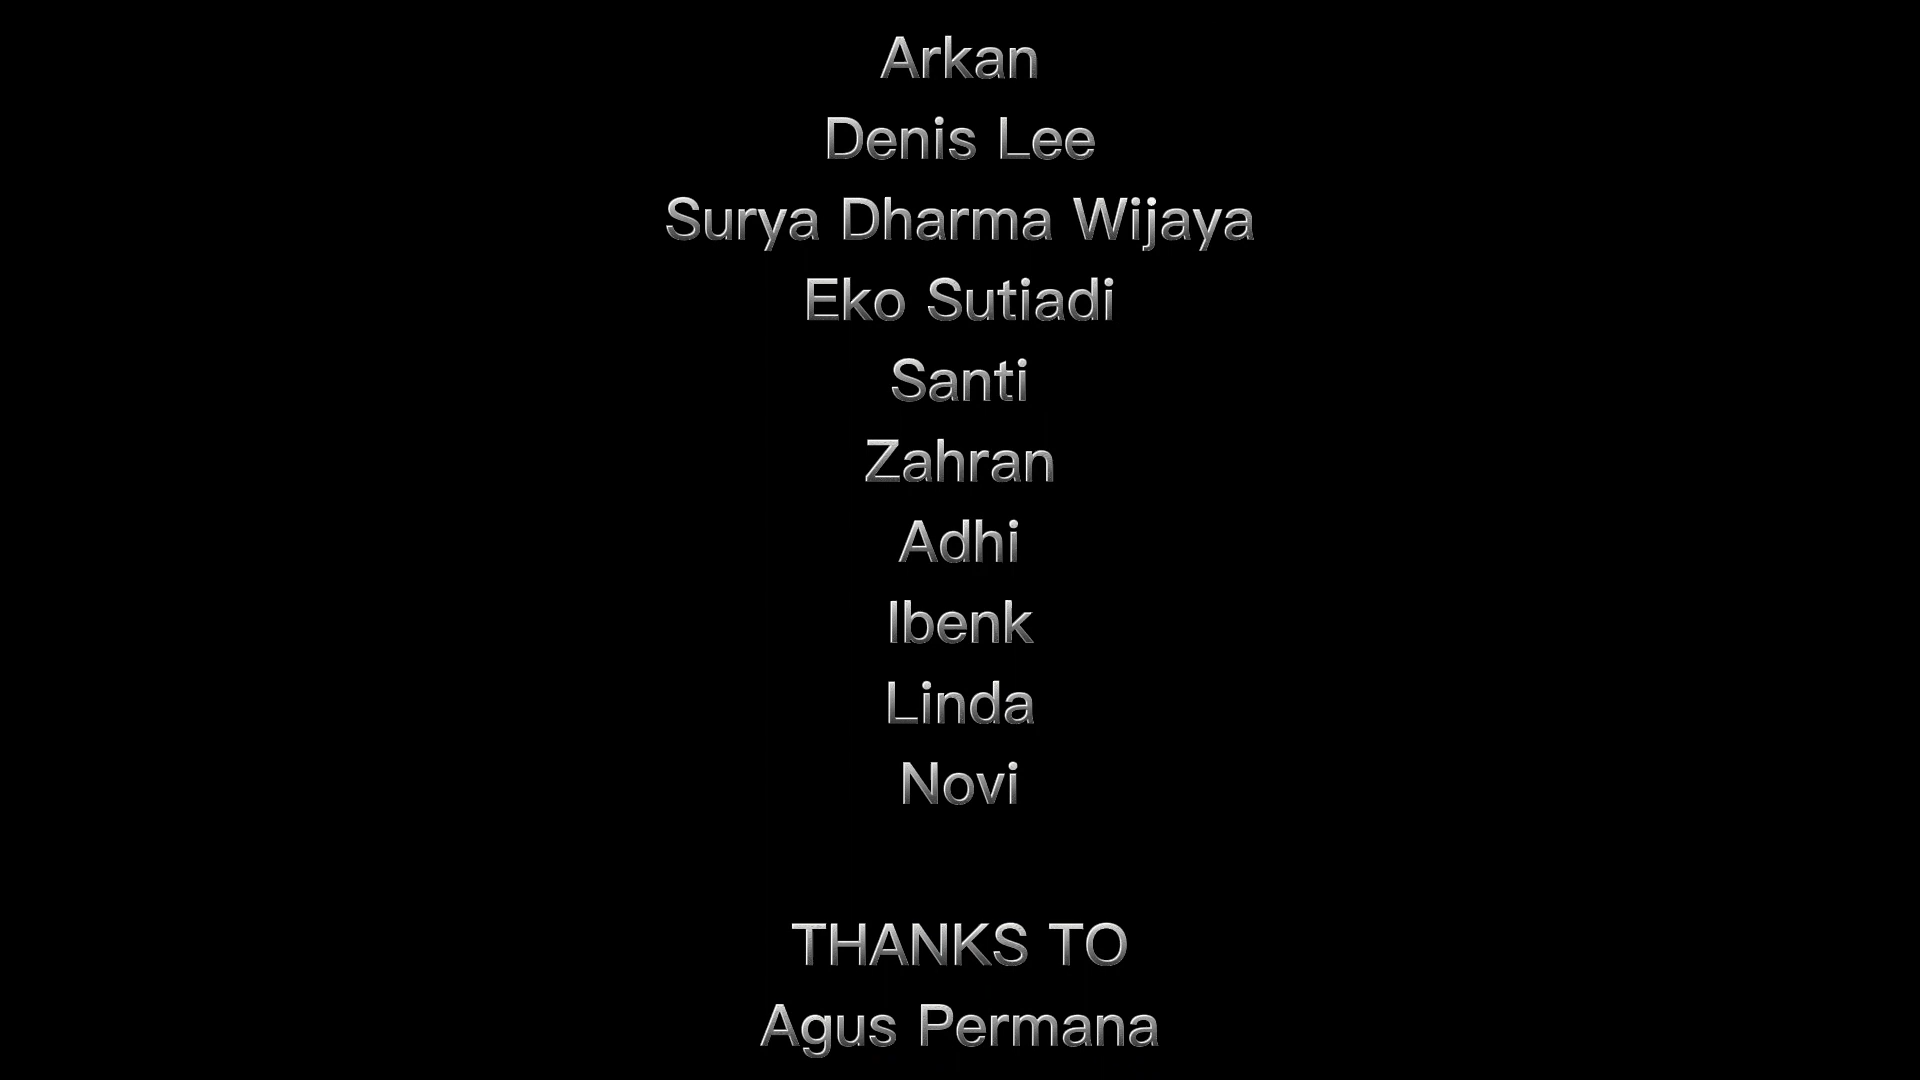 Arkan
Denis Lee
Surya Dharma Wijaya
Eko Sutiadi
Santi
Zahran
Adhi
Ibenk
Linda
Novi
THANKS TO
Agus Permana